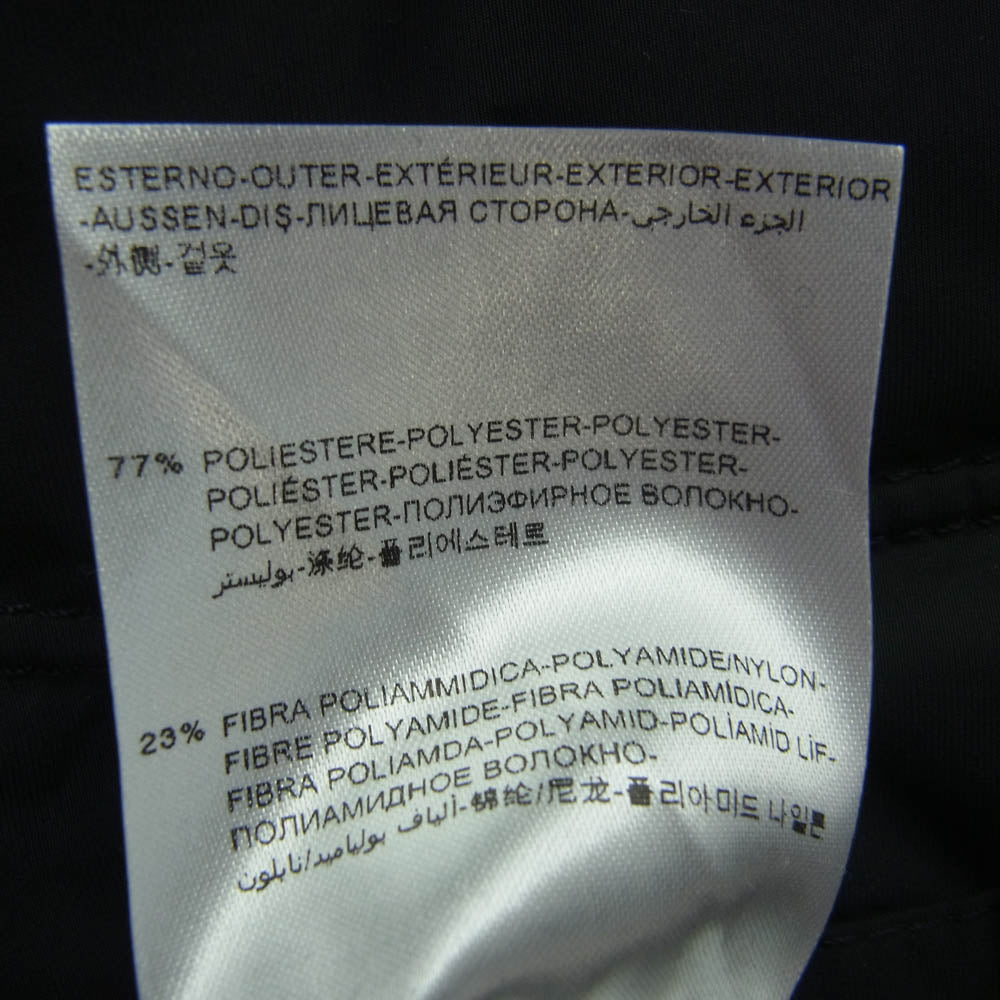 ESTERNO-OUTER-EXTÉRIEUR-EXTERIOR-EXTERIOR
-AUSSEN-DIŞ-ЛИЦЕВАЯ СТОРОНА-الجزء الخارجي
-外侧-겉옷
77% POLIESTERE-POLYESTER-POLYESTER-
POLIÉSTER-POLIÉSTER-POLYESTER-
POLYESTER-ПОЛИЭФИРНОЕ ВОЛОКНО-
بوليستر-涤纶-폴리에스테르
23% FIBRA POLIAMMIDICA-POLYAMIDE/NYLON-
FIBRE POLYAMIDE-FIBRA POLIAMÍDICA-
FIBRA POLIAMDA-POLYAMID-POLİAMİD LİF-
ПОЛИАМИДНОЕ ВОЛОКНО-
ألياف بولياميد/نايلون-锦纶/尼龙-폴리아미드 나일론